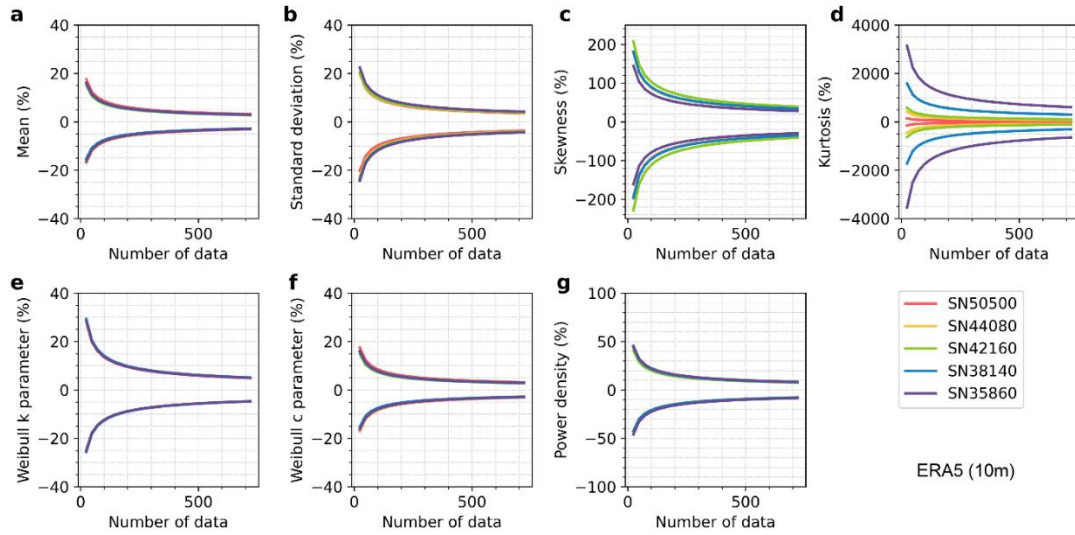 a
Mean (%)
40
20
0
−20
−40
0
500
Number of data
b
Standard deviation (%)
40
20
0
−20
−40
0
500
Number of data
c
Skewness (%)
200
100
0
−100
−200
0
500
Number of data
d
Kurtosis (%)
4000
2000
0
−2000
−4000
0
500
Number of data
e
Weibull k parameter (%)
40
20
0
−20
−40
0
500
Number of data
f
Weibull c parameter (%)
40
20
0
−20
−40
0
500
Number of data
g
Power density (%)
100
50
0
−50
−100
0
500
Number of data
SN50500
SN44080
SN42160
SN38140
SN35860
ERA5 (10m)